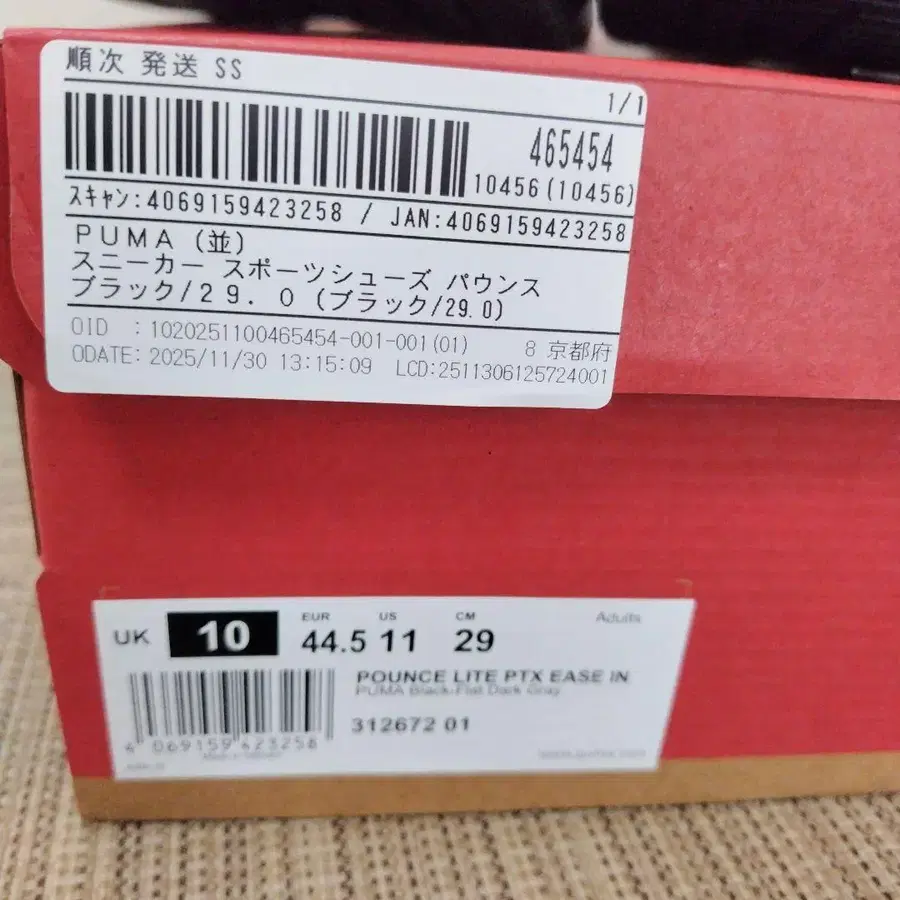 順次 発送 SS
1/1
465454
10456(10456)
ｽｷｬﾝ:4069159423258 / JAN:4069159423258
ＰＵＭＡ（並）
スニーカー スポーツシューズ パウンス
ブラック/２９．０（ブラック/29.0）
OID :1020251100465454-001-001(01) 8 京都府
ODATE: 2025/11/30 13:15:09 LCD:2511306125724001
UK 10 EUR 44.5 US 11 CM 29 Adults
POUNCE LITE PTX EASE IN
PUMA Black-Flat Dark Gray
312672 01
4 069159 423258